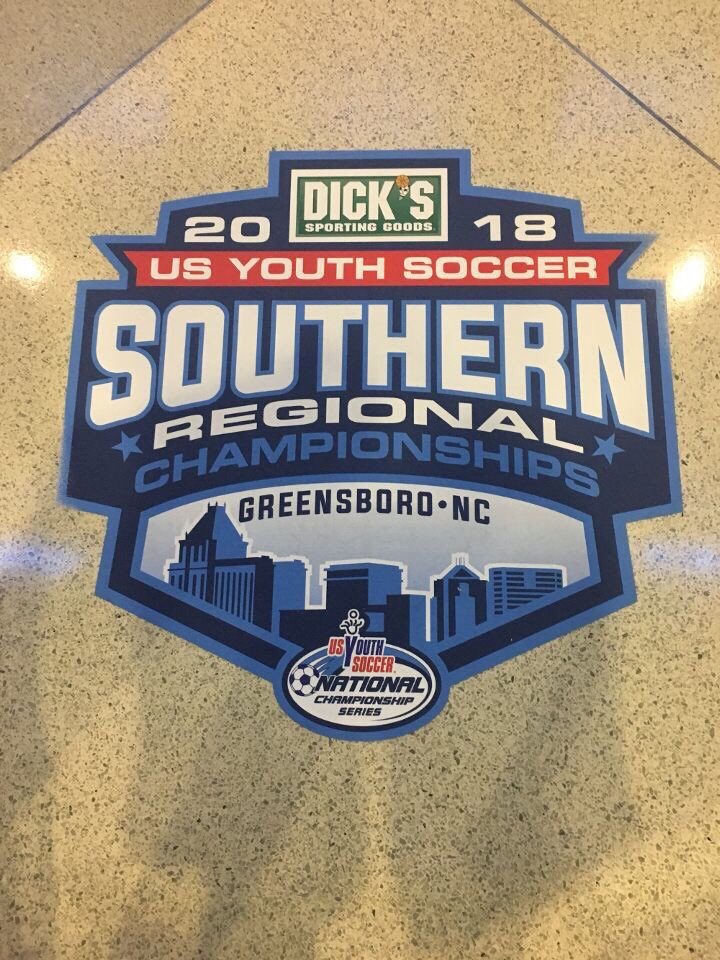 DICK'S
SPORTING GOODS
20 18
US YOUTH SOCCER
SOUTHERN
REGIONAL
CHAMPIONSHIPS
GREENSBORO•NC
US YOUTH
SOCCER
NATIONAL
CHAMPIONSHIP
SERIES